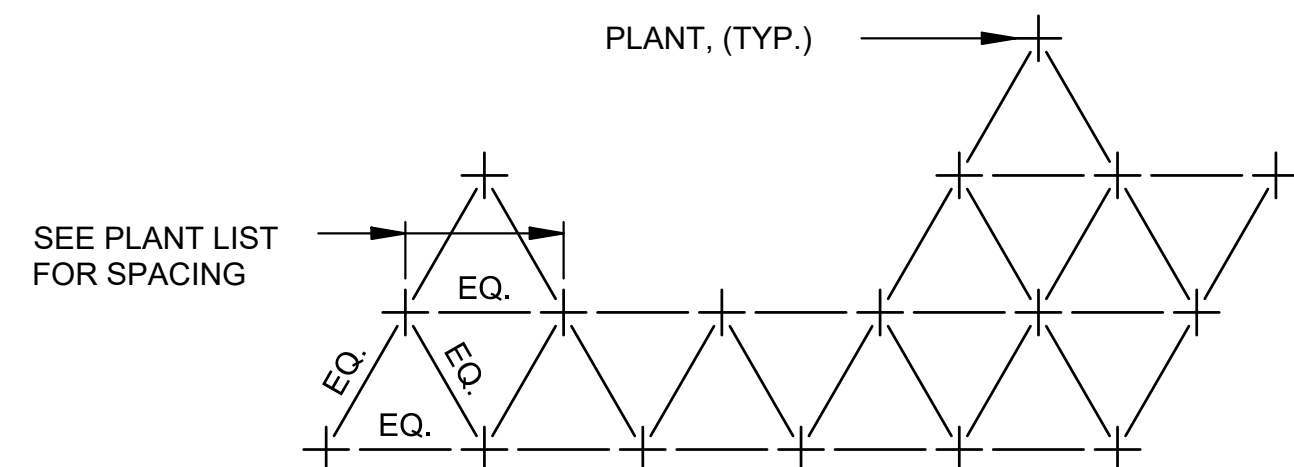 PLANT, (TYP.)
SEE PLANT LIST
FOR SPACING
EQ.
EQ.
EQ.
EQ.